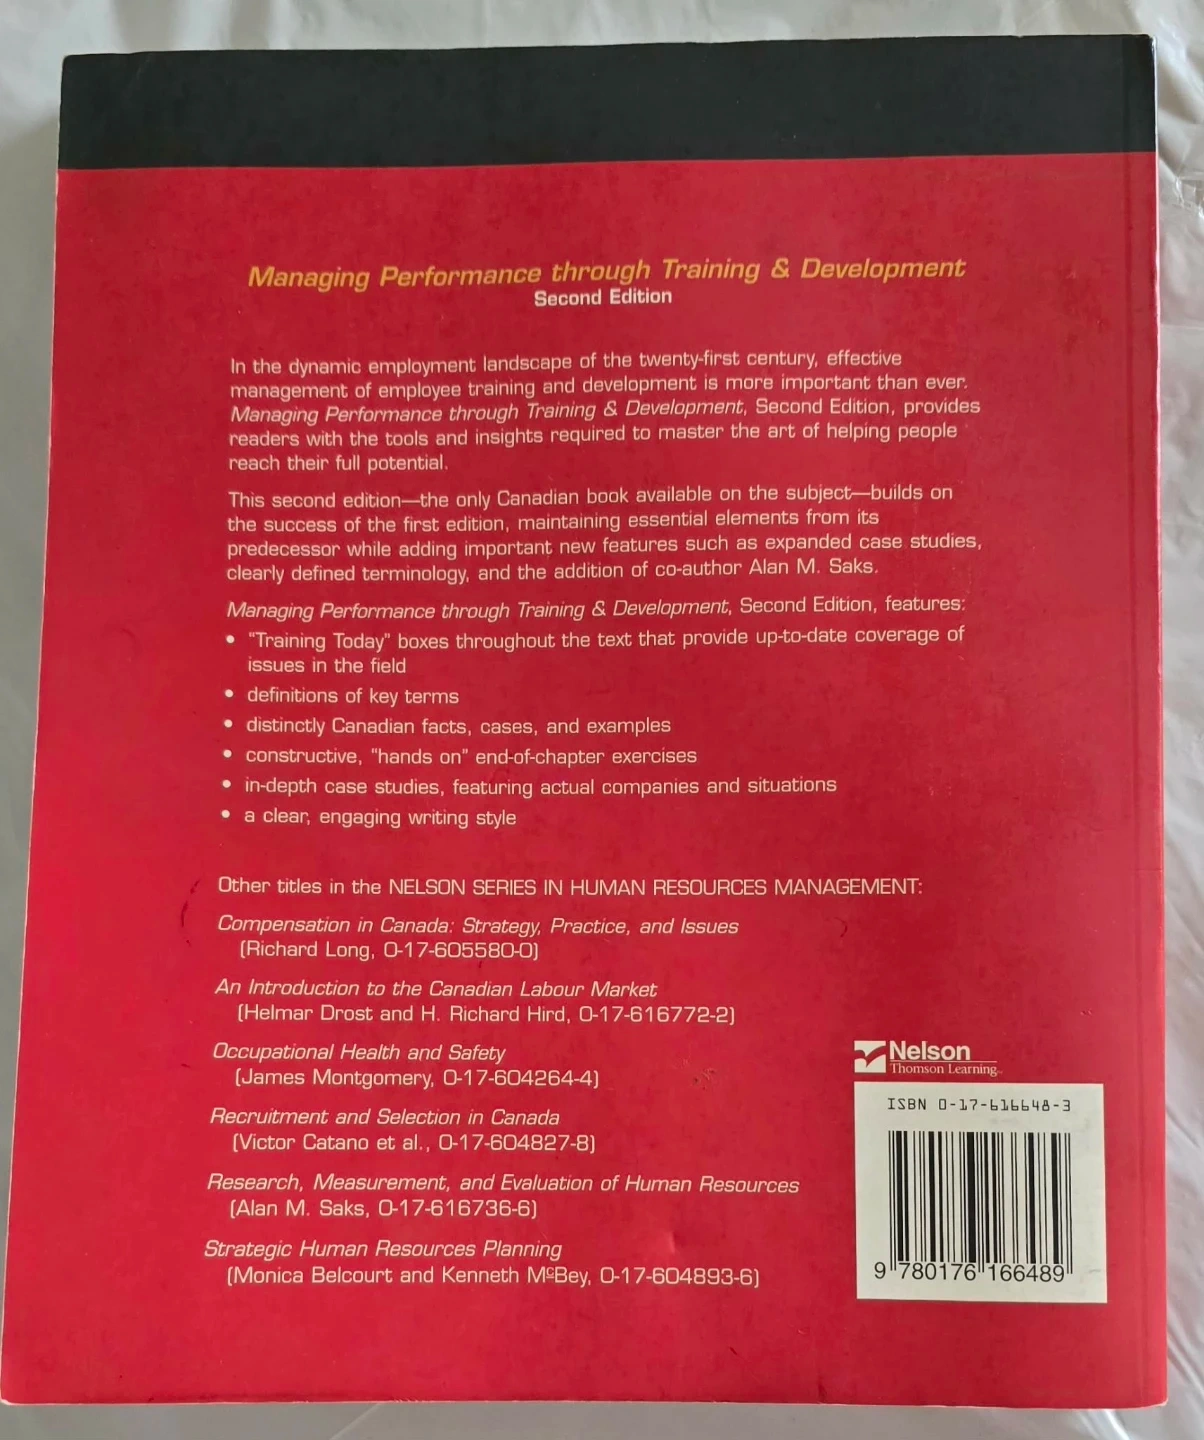 Managing Performance through Training & Development
Second Edition
In the dynamic employment landscape of the twenty-first century, effective
management of employee training and development is more important than ever.
Managing Performance through Training & Development, Second Edition, provides
readers with the tools and insights required to master the art of helping people
reach their full potential.
This second edition—the only Canadian book available on the subject—builds on
the success of the first edition, maintaining essential elements from its
predecessor while adding important new features such as expanded case studies,
clearly defined terminology, and the addition of co-author Alan M. Saks.
Managing Performance through Training & Development, Second Edition, features:
• "Training Today" boxes throughout the text that provide up-to-date coverage of
issues in the field
• definitions of key terms
• distinctly Canadian facts, cases, and examples
• constructive, "hands on" end-of-chapter exercises
• in-depth case studies, featuring actual companies and situations
• a clear, engaging writing style
Other titles in the NELSON SERIES IN HUMAN RESOURCES MANAGEMENT:
Compensation in Canada: Strategy, Practice, and Issues
(Richard Long, 0-17-605580-0)
An Introduction to the Canadian Labour Market
(Helmar Drost and H. Richard Hird, 0-17-616772-2)
Occupational Health and Safety
(James Montgomery, 0-17-604264-4)
Recruitment and Selection in Canada
(Victor Catano et al., 0-17-604827-8)
Research, Measurement, and Evaluation of Human Resources
(Alan M. Saks, 0-17-616736-6)
Strategic Human Resources Planning
(Monica Belcourt and Kenneth McBey, 0-17-604893-6)
Nelson
Thomson Learning™
ISBN 0-17-616648-3
9 780176 166489